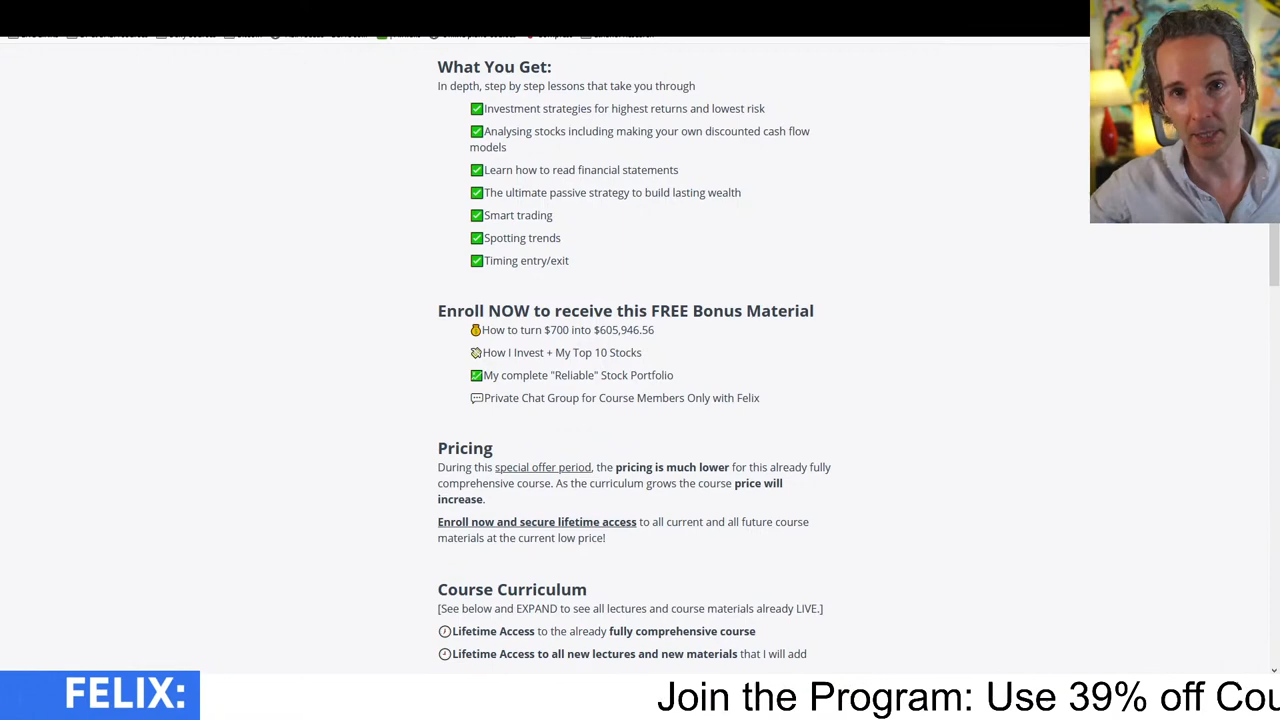 What You Get:
In depth, step by step lessons that take you through
✅Investment strategies for highest returns and lowest risk
✅Analysing stocks including making your own discounted cash flow
models
✅Learn how to read financial statements
✅The ultimate passive strategy to build lasting wealth
✅Smart trading
✅Spotting trends
✅Timing entry/exit
Enroll NOW to receive this FREE Bonus Material
💰How to turn $700 into $605,946.56
💸How I Invest + My Top 10 Stocks
💹My complete "Reliable" Stock Portfolio
💬Private Chat Group for Course Members Only with Felix
Pricing
During this special offer period, the pricing is much lower for this already fully
comprehensive course. As the curriculum grows the course price will
increase.
Enroll now and secure lifetime access to all current and all future course
materials at the current low price!
Course Curriculum
[See below and EXPAND to see all lectures and course materials already LIVE.]
Lifetime Access to the already fully comprehensive course
Lifetime Access to all new lectures and new materials that I will add
FELIX:
Join the Program: Use 39% off Cou